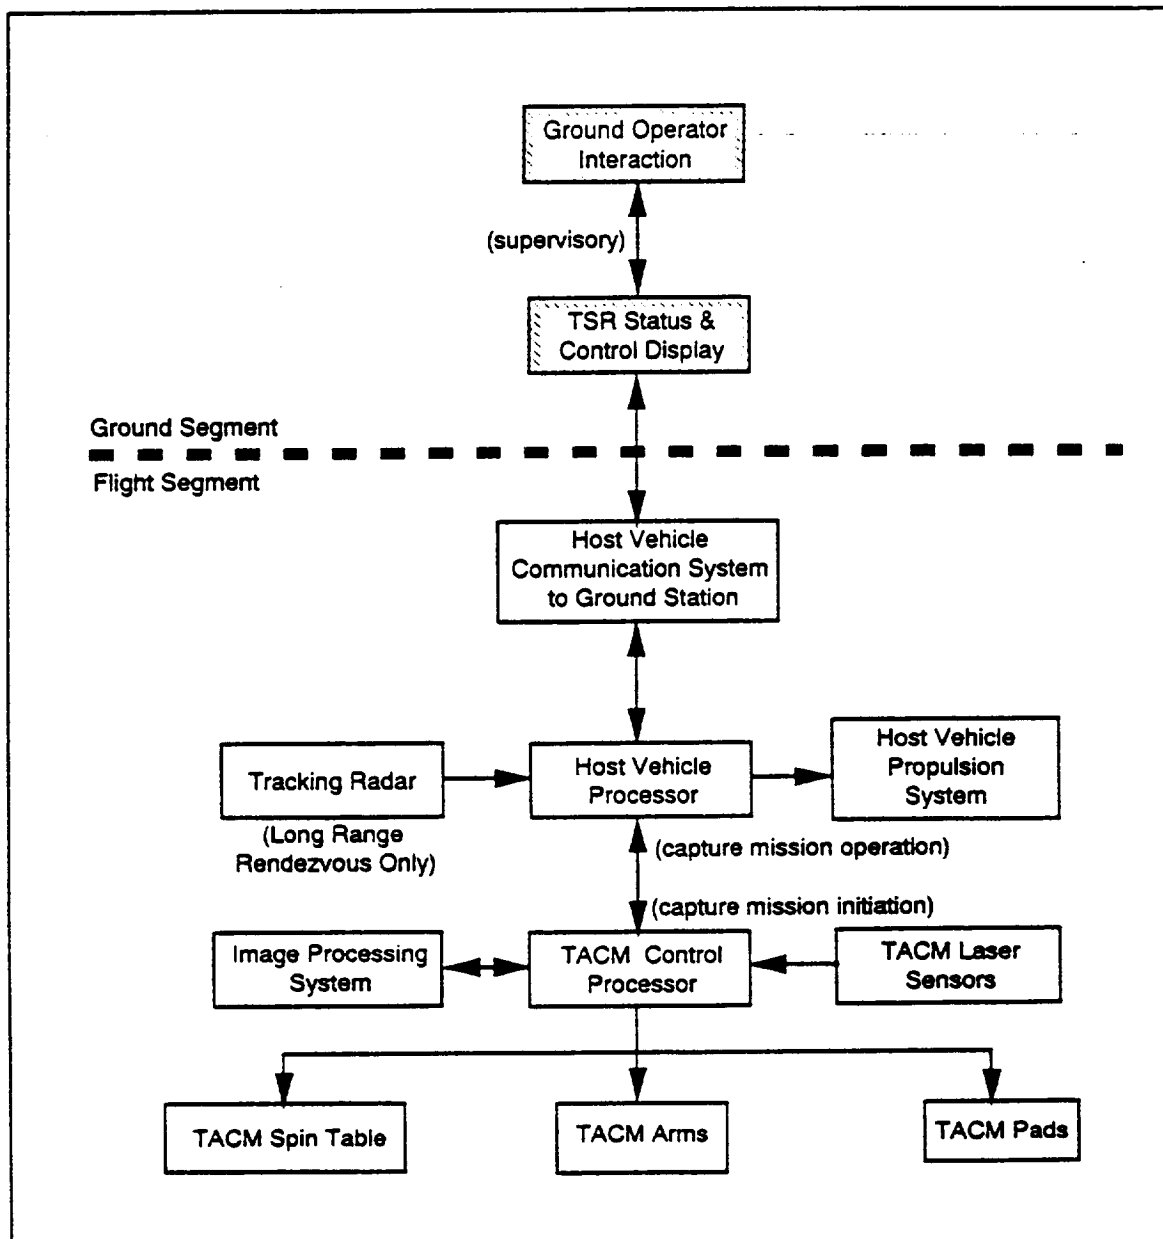 Ground Operator
Interaction
(supervisory)
TSR Status &
Control Display
Ground Segment
Flight Segment
Host Vehicle
Communication System
to Ground Station
Tracking Radar
(Long Range
Rendezvous Only)
Host Vehicle
Processor
Host Vehicle
Propulsion
System
(capture mission operation)
(capture mission initiation)
Image Processing
System
TACM Control
Processor
TACM Laser
Sensors
TACM Spin Table
TACM Arms
TACM Pads